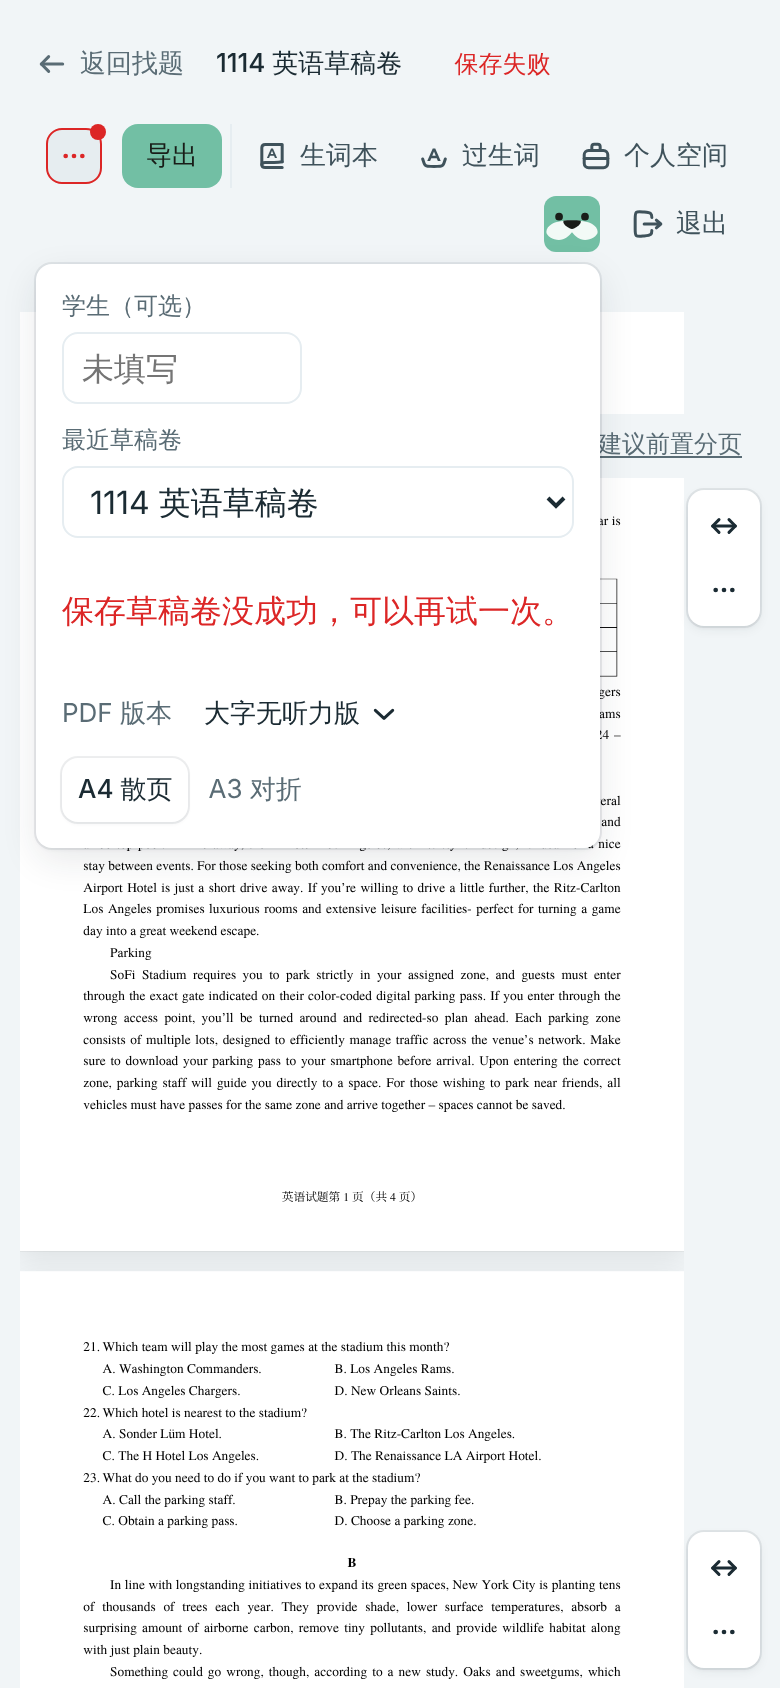 返回找题 1114 英语草稿卷 保存失败
导出 生词本 过生词 个人空间
退出
学生（可选）
未填写
最近草稿卷
建议前置分页
1114 英语草稿卷
ar is
保存草稿卷没成功，可以再试一次。
gers
PDF 版本 大字无听力版
ams
24 –
A4 散页 A3 对折
eral
and
nice
stay between events. For those seeking both comfort and convenience, the Renaissance Los Angeles
Airport Hotel is just a short drive away. If you're willing to drive a little further, the Ritz-Carlton
Los Angeles promises luxurious rooms and extensive leisure facilities- perfect for turning a game
day into a great weekend escape.
Parking
SoFi Stadium requires you to park strictly in your assigned zone, and guests must enter
through the exact gate indicated on their color-coded digital parking pass. If you enter through the
wrong access point, you'll be turned around and redirected-so plan ahead. Each parking zone
consists of multiple lots, designed to efficiently manage traffic across the venue's network. Make
sure to download your parking pass to your smartphone before arrival. Upon entering the correct
zone, parking staff will guide you directly to a space. For those wishing to park near friends, all
vehicles must have passes for the same zone and arrive together – spaces cannot be saved.
英语试题第 1 页（共 4 页）
21. Which team will play the most games at the stadium this month?
A. Washington Commanders. B. Los Angeles Rams.
C. Los Angeles Chargers. D. New Orleans Saints.
22. Which hotel is nearest to the stadium?
A. Sonder Lüm Hotel. B. The Ritz-Carlton Los Angeles.
C. The H Hotel Los Angeles. D. The Renaissance LA Airport Hotel.
23. What do you need to do if you want to park at the stadium?
A. Call the parking staff. B. Prepay the parking fee.
C. Obtain a parking pass. D. Choose a parking zone.
B
In line with longstanding initiatives to expand its green spaces, New York City is planting tens
of thousands of trees each year. They provide shade, lower surface temperatures, absorb a
surprising amount of airborne carbon, remove tiny pollutants, and provide wildlife habitat along
with just plain beauty.
Something could go wrong, though, according to a new study. Oaks and sweetgums, which